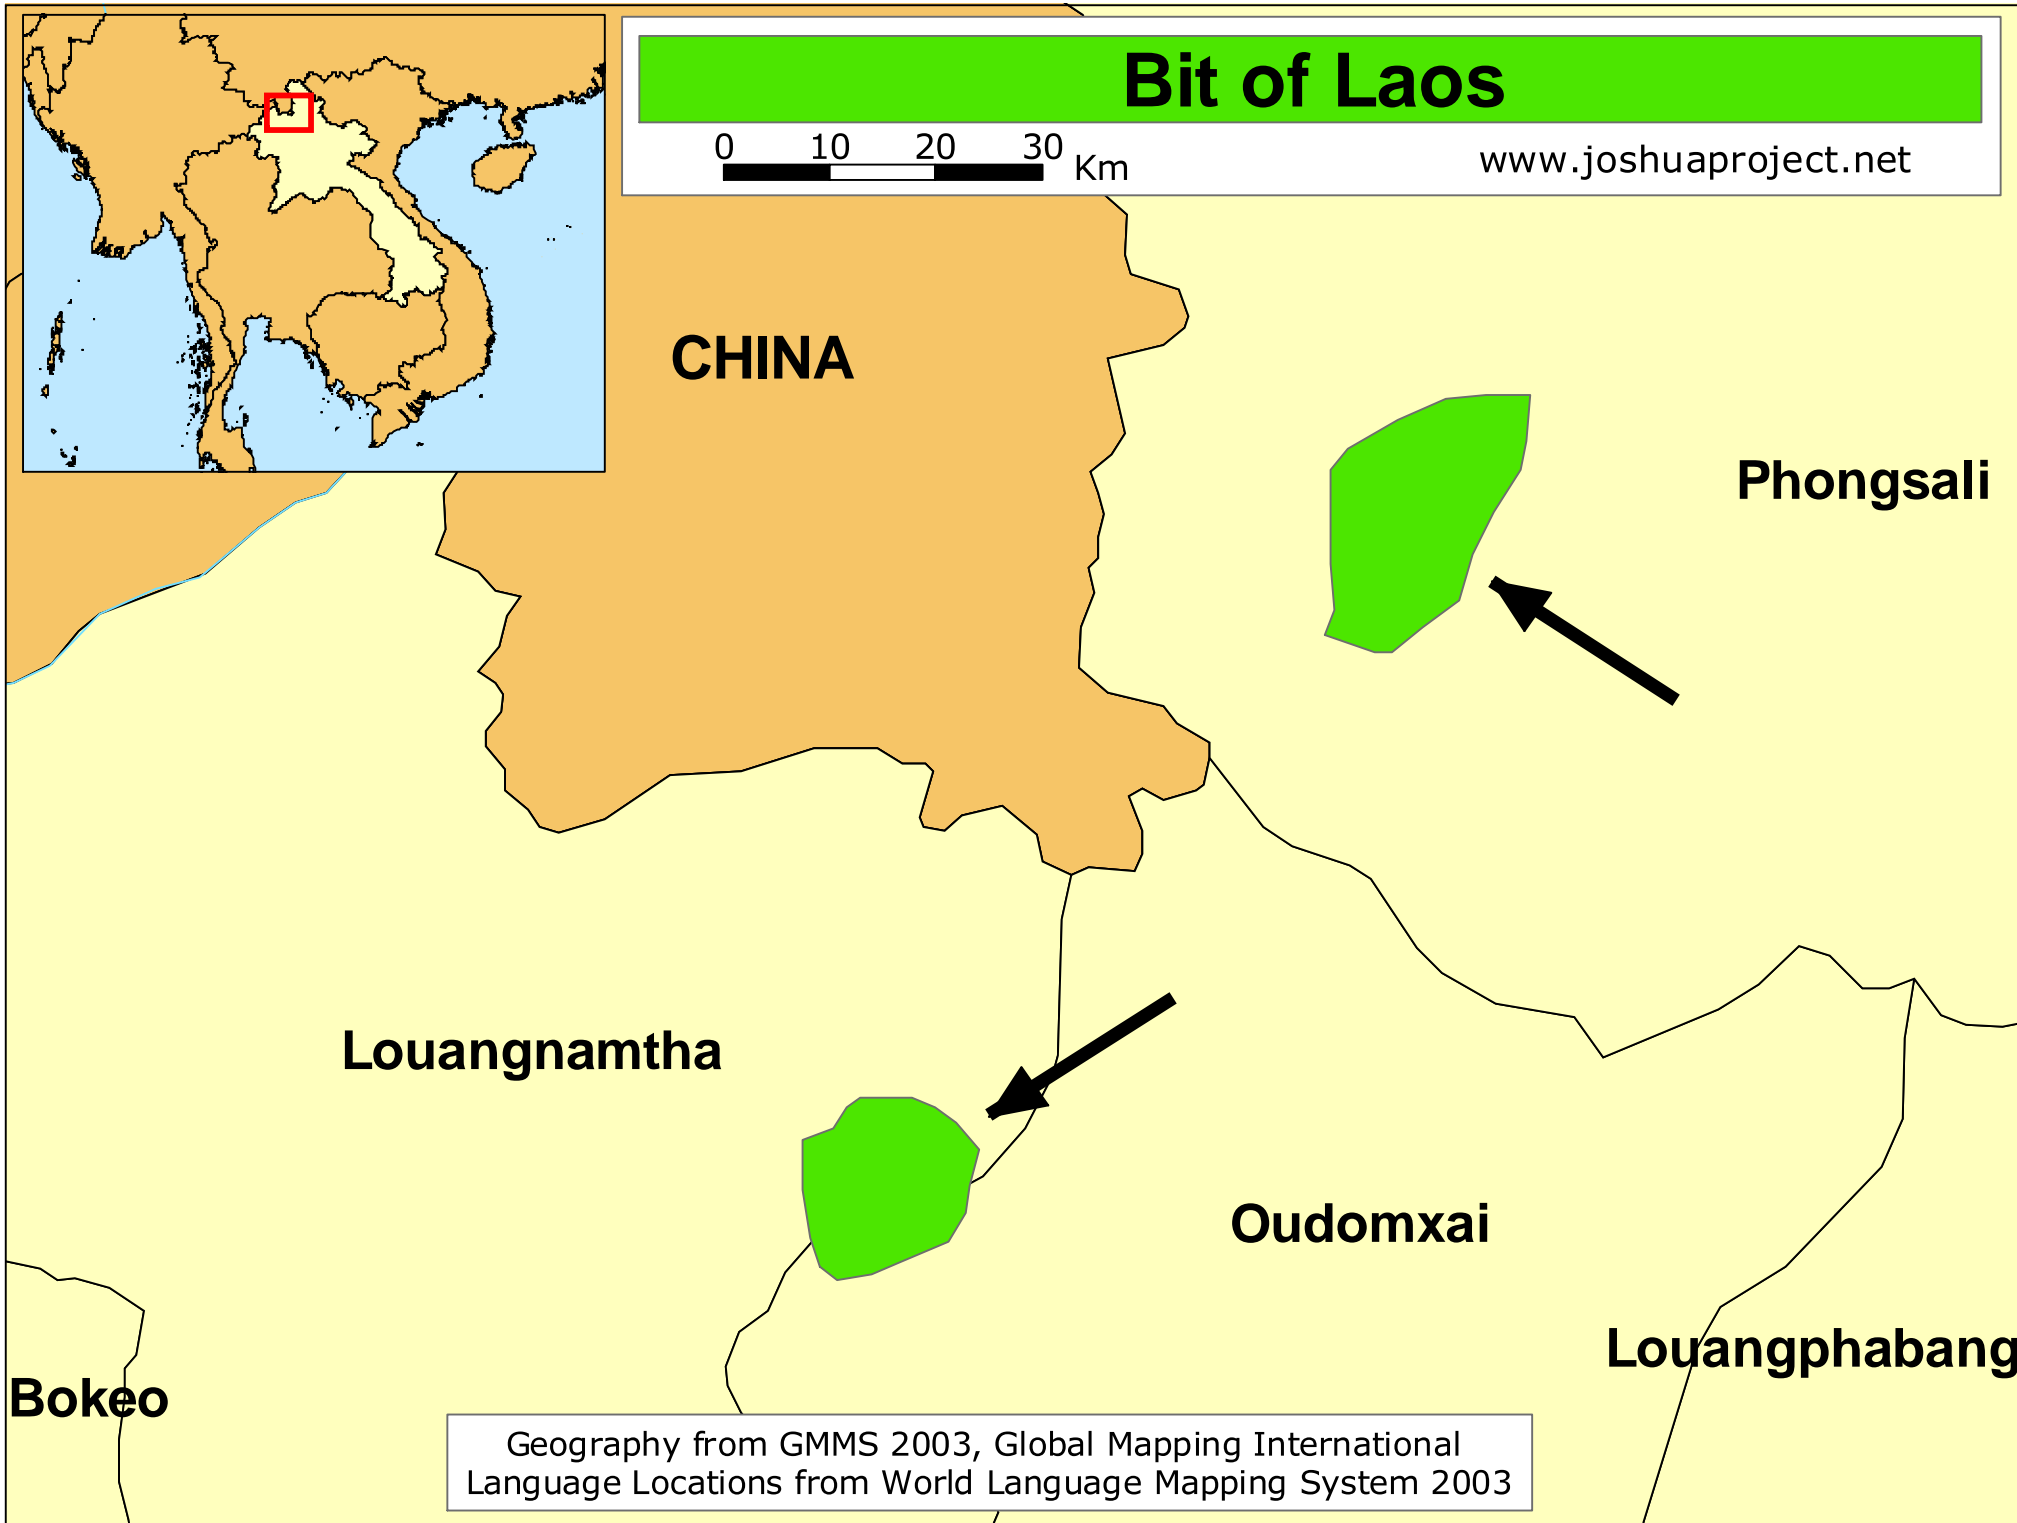 Bit of Laos
0 10 20 30 Km
www.joshuaproject.net
CHINA
Phongsali
Louangnamtha
Oudomxai
Louangphabang
Bokeo
Geography from GMMS 2003, Global Mapping International
Language Locations from World Language Mapping System 2003